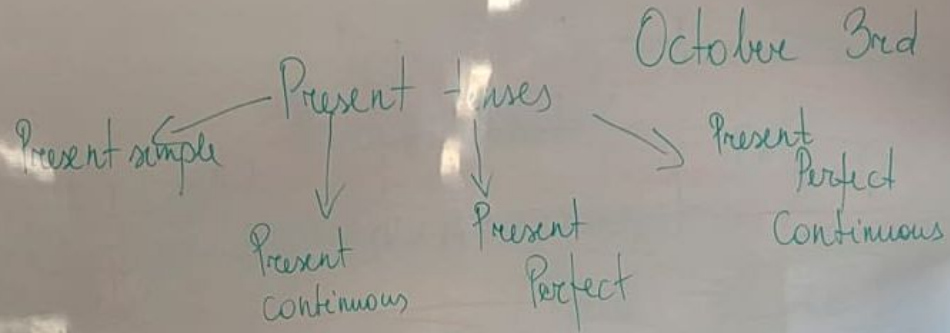 October 3rd
Present tenses
Present simple
Present
continuous
Present
Perfect
Present
Perfect
Continuous